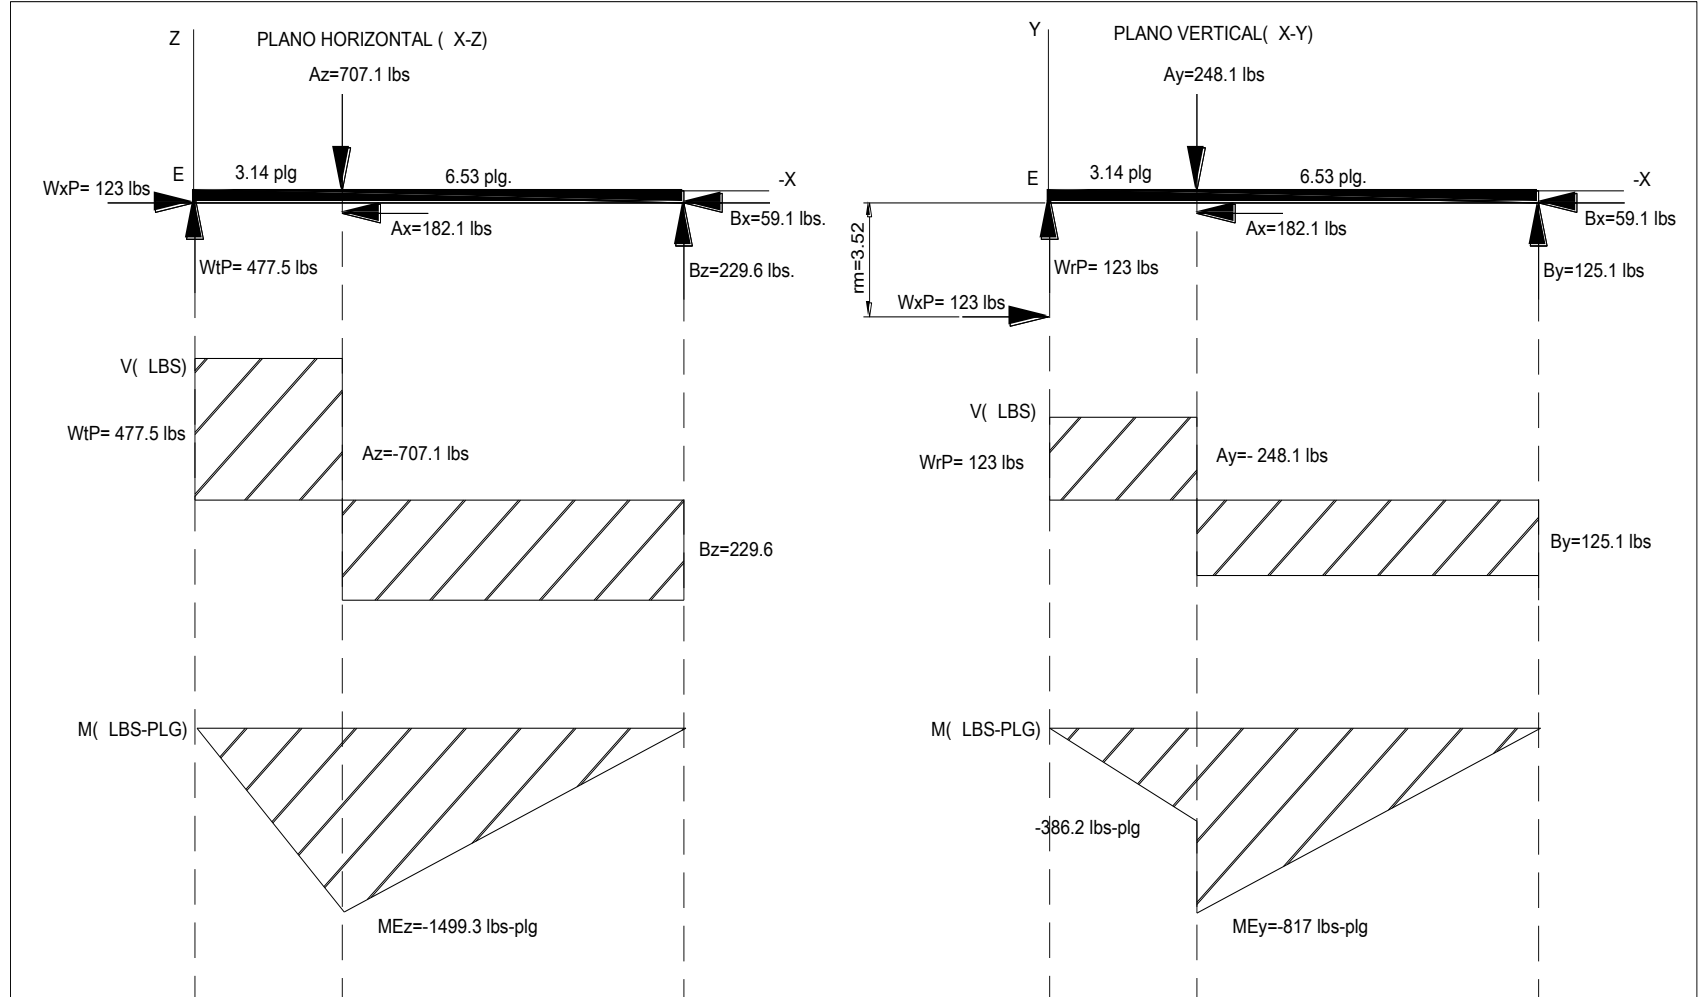 Z
PLANO HORIZONTAL ( X-Z)
Az=707.1 lbs
E
3.14 plg
6.53 plg.
-X
WxP= 123 lbs
Ax=182.1 lbs
Bx=59.1 lbs.
WtP= 477.5 lbs
Bz=229.6 lbs.
V( LBS)
WtP= 477.5 lbs
Az=-707.1 lbs
Bz=229.6
M( LBS-PLG)
MEz=-1499.3 lbs-plg
Y
PLANO VERTICAL( X-Y)
Ay=248.1 lbs
E
3.14 plg
6.53 plg.
-X
Ax=182.1 lbs
Bx=59.1 lbs
rm=3.52
WrP= 123 lbs
By=125.1 lbs
WxP= 123 lbs
V( LBS)
WrP= 123 lbs
Ay=- 248.1 lbs
By=125.1 lbs
M( LBS-PLG)
-386.2 lbs-plg
MEy=-817 lbs-plg